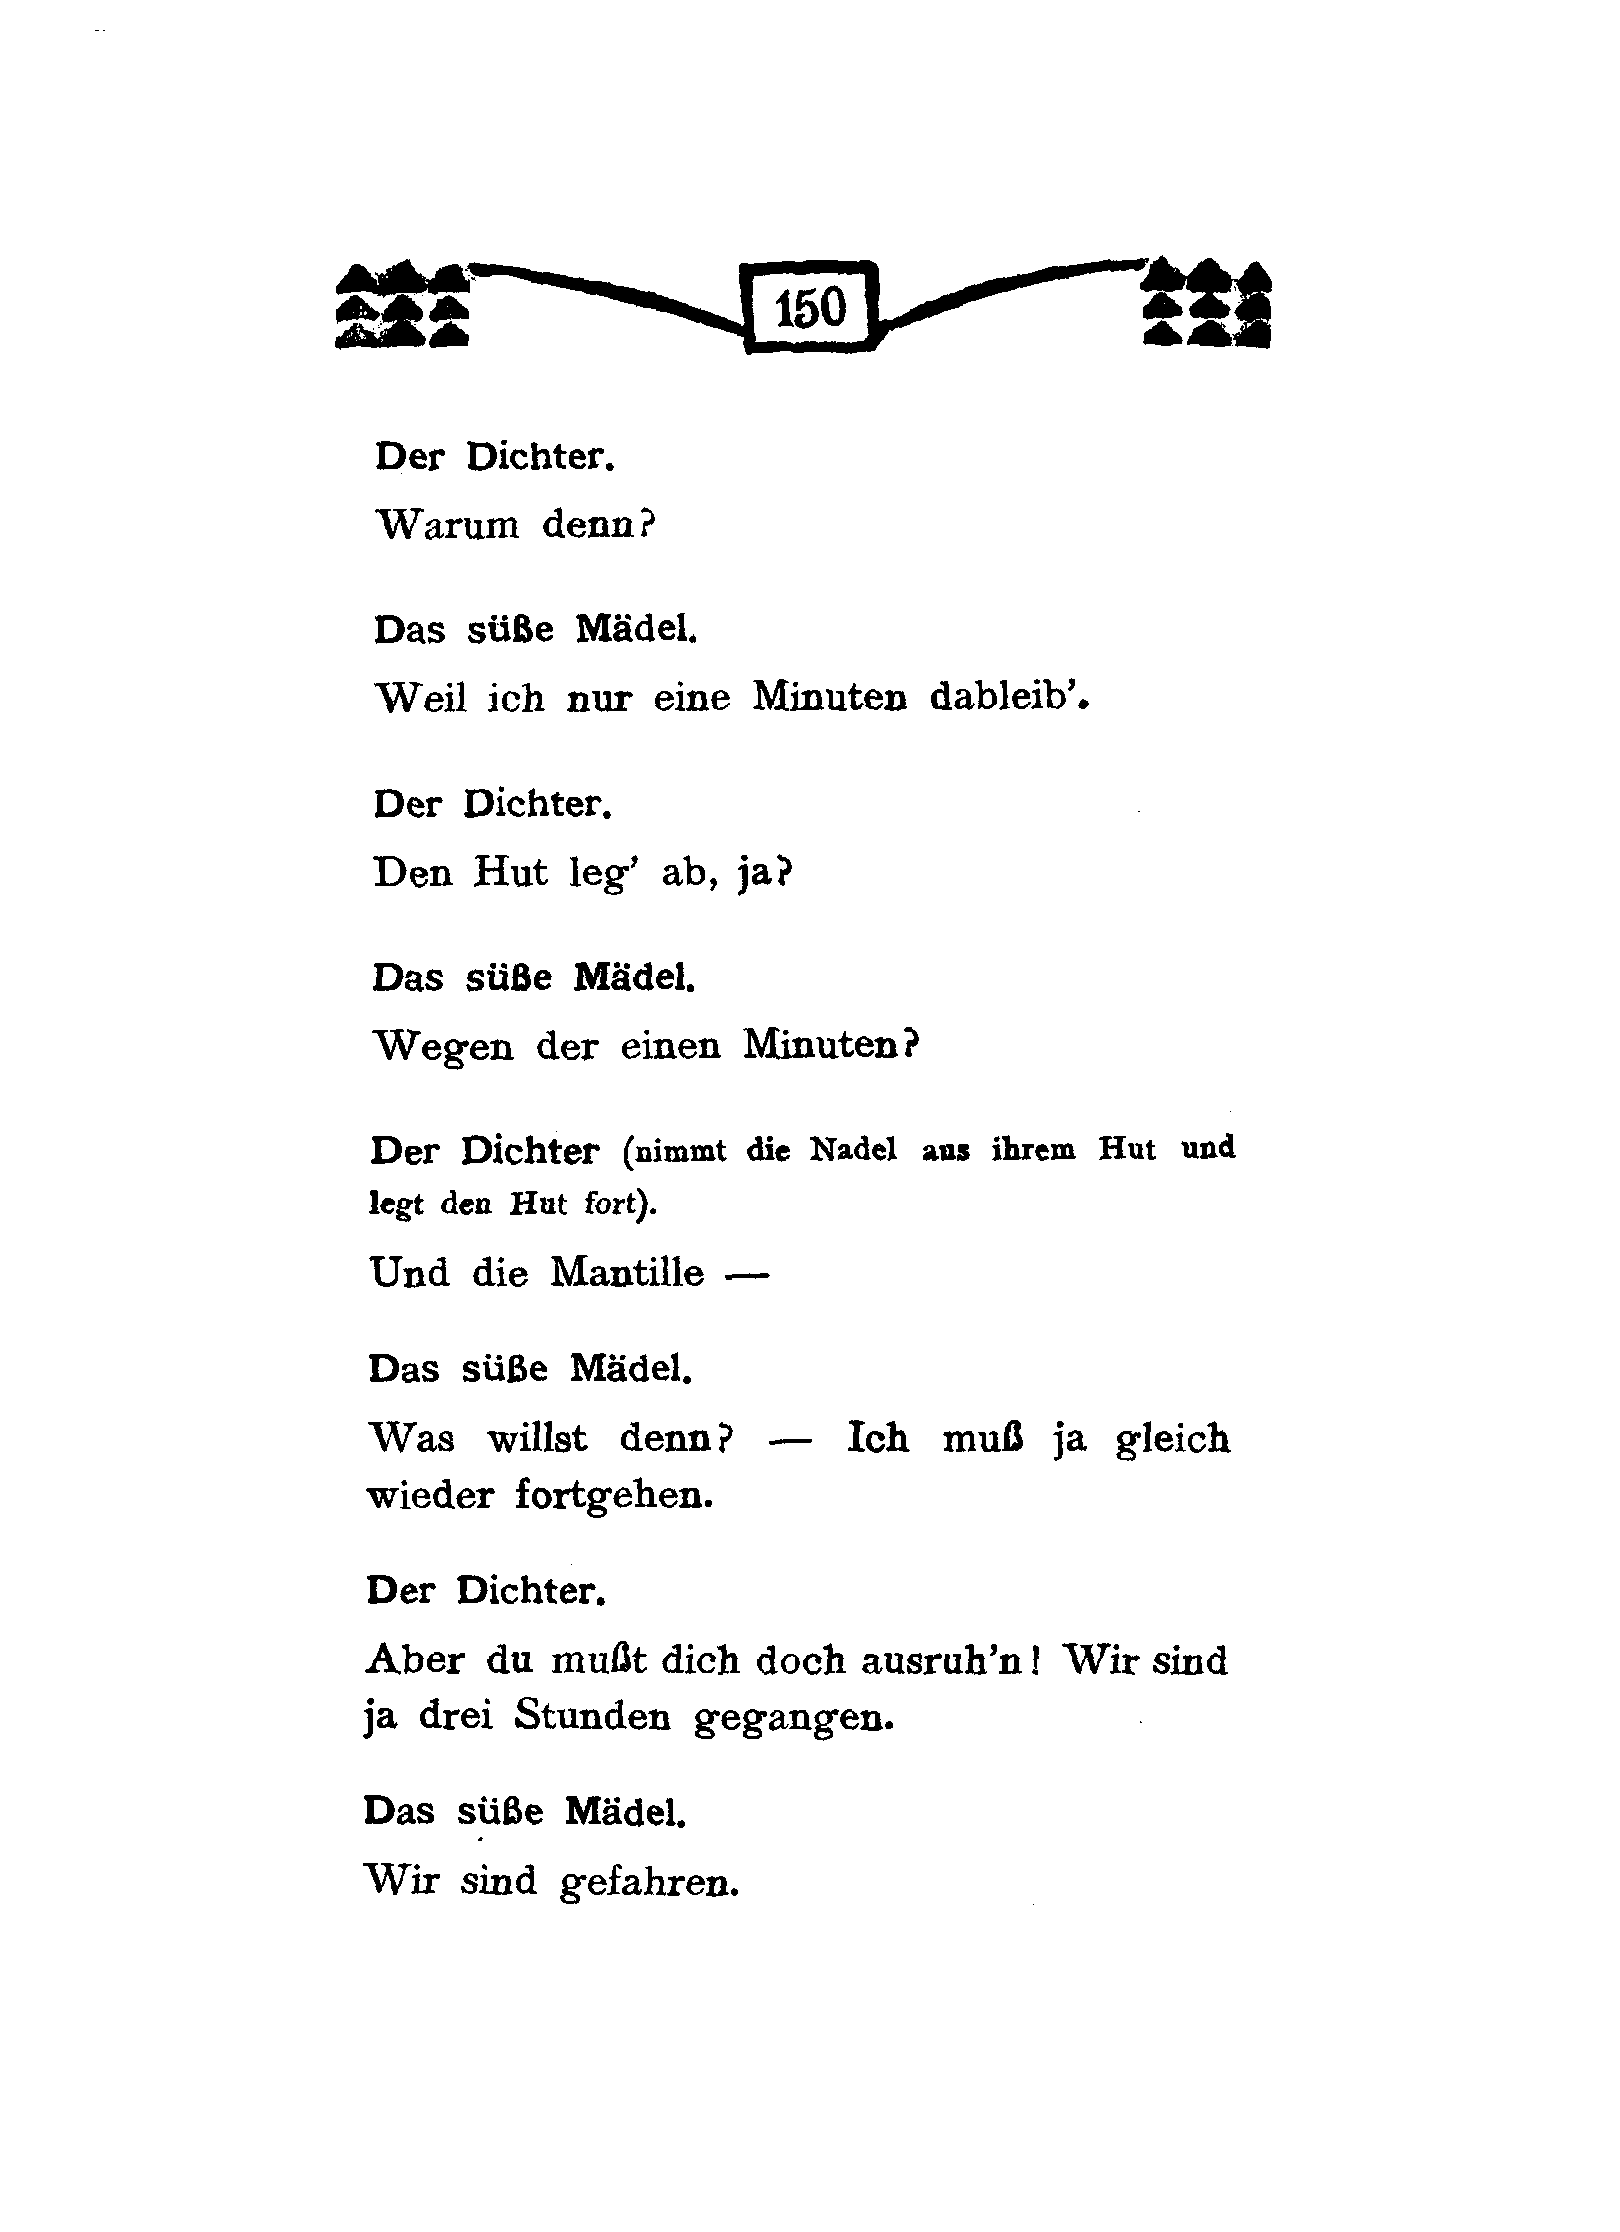 150
Der Dichter.
Warum denn?
Das süße Mädel.
Weil ich nur eine Minuten dableib’.
Der Dichter.
Den Hut leg’ ab, ja?
Das süße Mädel.
Wegen der einen Minuten?
Der Dichter (nimmt die Nadel aus ihrem Hut und
legt den Hut fort).
Und die Mantille —
Das süße Mädel.
Was willst denn? — Ich muß ja gleich
wieder fortgehen.
Der Dichter.
Aber du mußt dich doch ausruh’n! Wir sind
ja drei Stunden gegangen.
Das süße Mädel.
Wir sind gefahren.